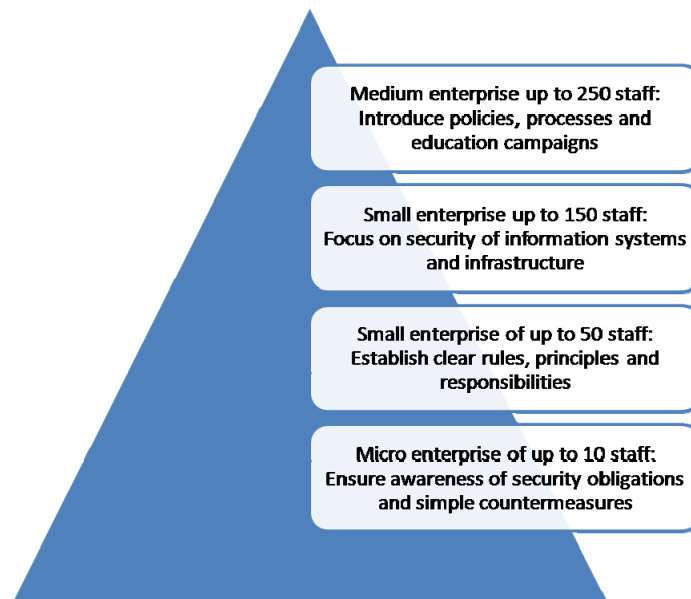 Medium enterprise up to 250 staff:
Introduce policies, processes and
education campaigns
Small enterprise up to 150 staff:
Focus on security of information systems
and infrastructure
Small enterprise of up to 50 staff:
Establish clear rules, principles and
responsibilities
Micro enterprise of up to 10 staff:
Ensure awareness of security obligations
and simple countermeasures